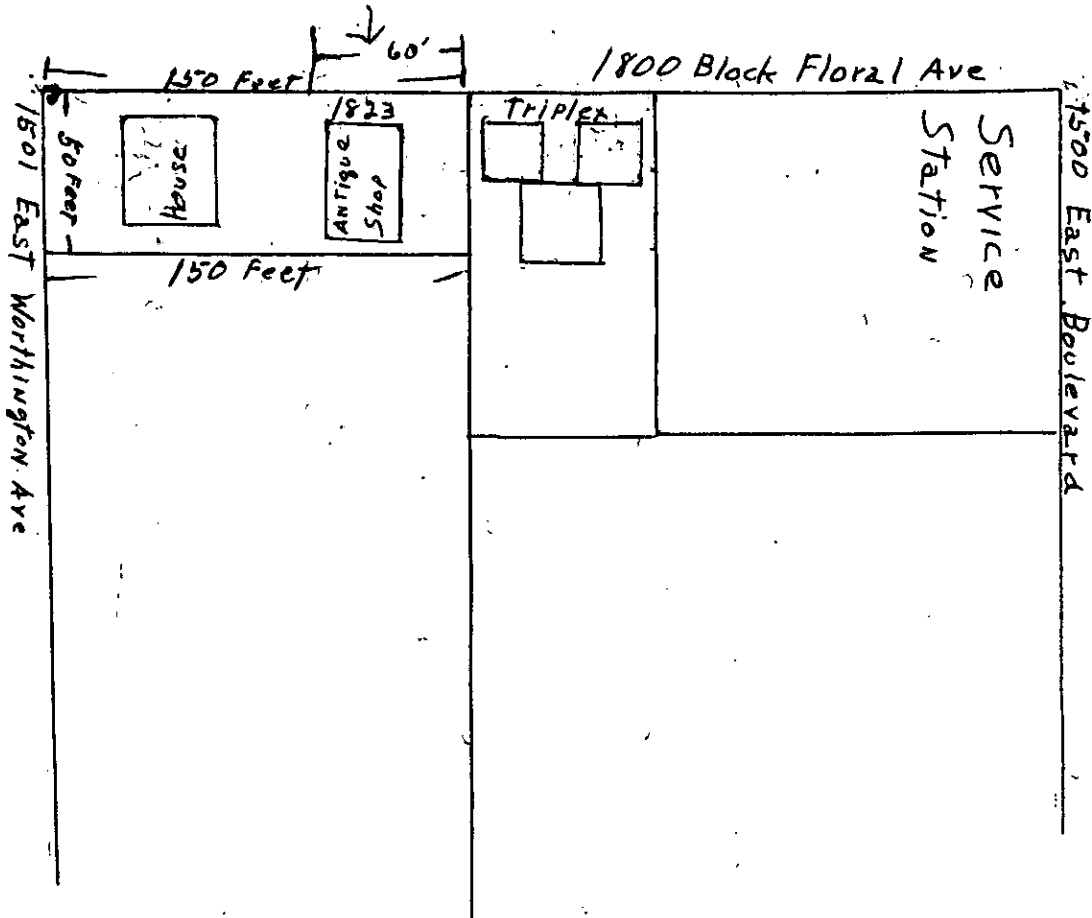 60'
150 Feet
1800 Block Floral Ave
1823
Triplex
50 Feet
House
Antique
Shop
Service
Station
150 Feet
1501 East Worthington Ave
1500 East Boulevard